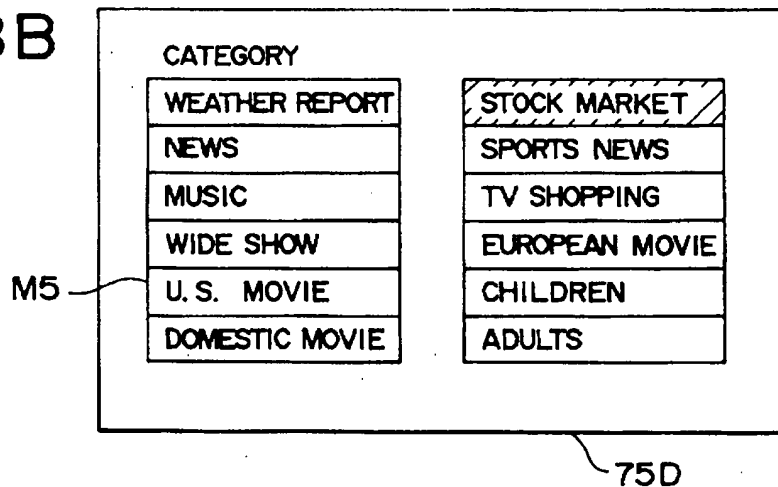 3B
CATEGORY
WEATHER REPORT
NEWS
MUSIC
WIDE SHOW
U.S. MOVIE
DOMESTIC MOVIE
STOCK MARKET
SPORTS NEWS
TV SHOPPING
EUROPEAN MOVIE
CHILDREN
ADULTS
M5
75D